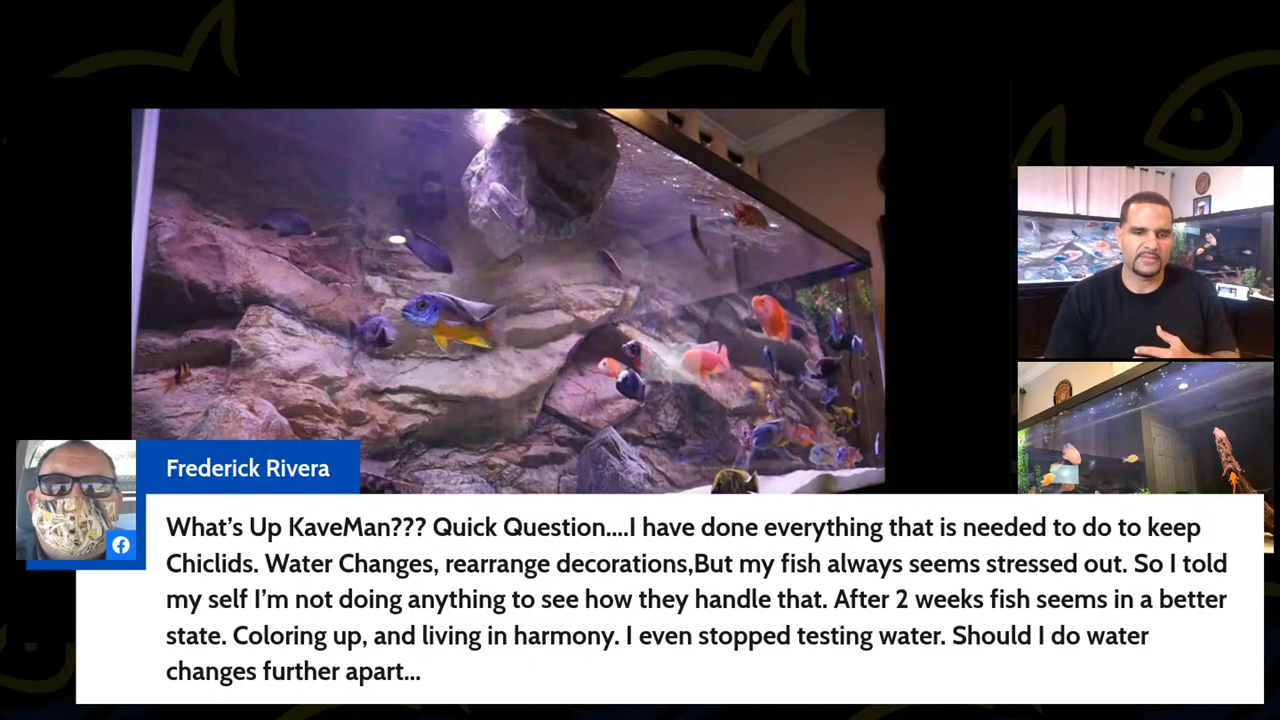 Frederick Rivera
What's Up KaveMan??? Quick Question....I have done everything that is needed to do to keep
Chiclids. Water Changes, rearrange decorations,But my fish always seems stressed out. So I told
my self I'm not doing anything to see how they handle that. After 2 weeks fish seems in a better
state. Coloring up, and living in harmony. I even stopped testing water. Should I do water
changes further apart...